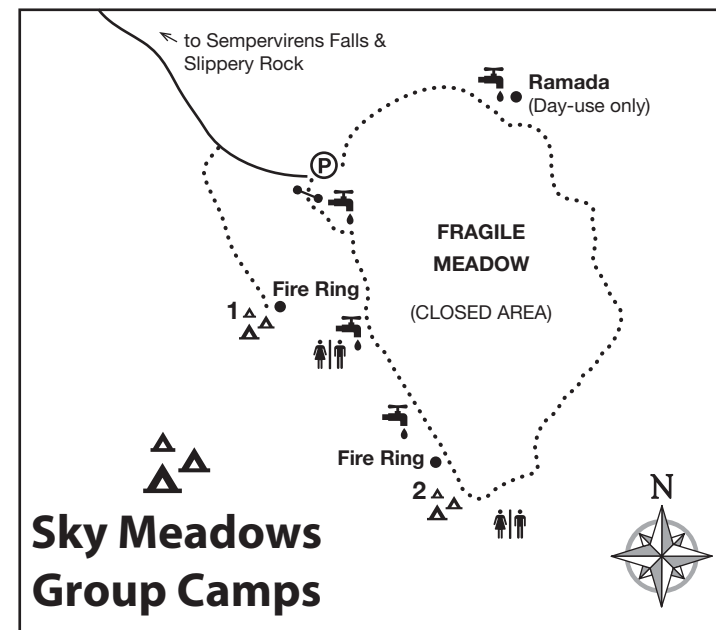 to Sempervirens Falls &
Slippery Rock
Ramada
(Day-use only)
P
FRAGILE
MEADOW
(CLOSED AREA)
Fire Ring
1
Fire Ring
2
Sky Meadows
Group Camps
N